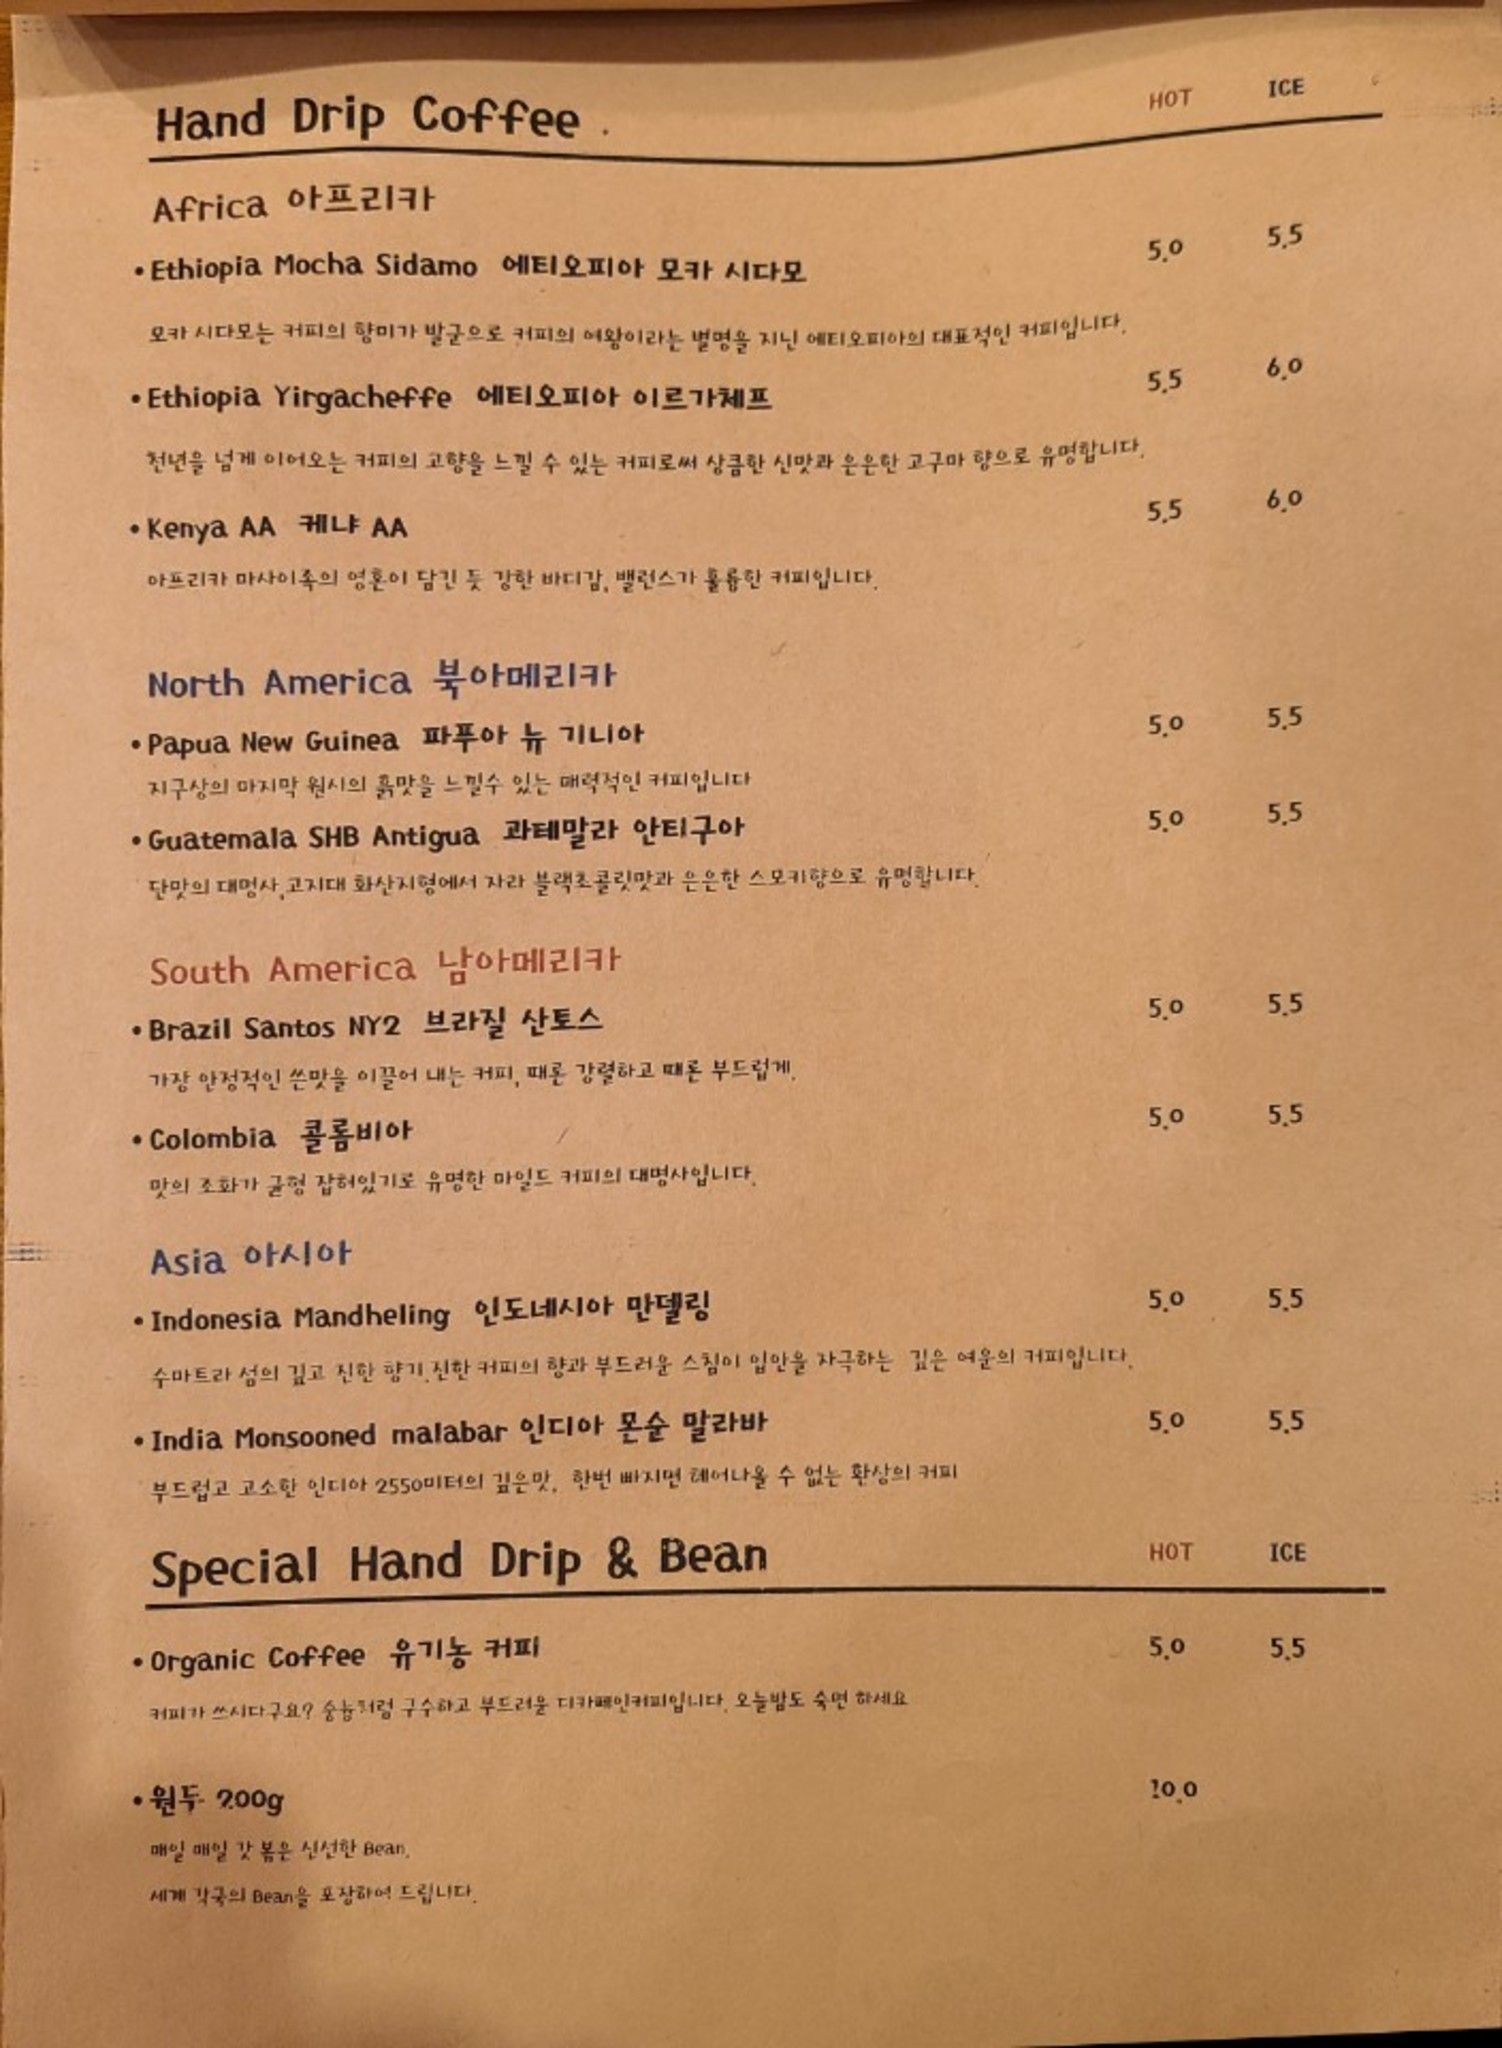 Hand Drip Coffee HOT ICE
Africa 아프리카
• Ethiopia Mocha Sidamo 에티오피아 모카 시다모 5.0 5.5
모카 시다모는 커피의 향미가 발군으로 커피의 여왕이라는 별명을 지닌 에티오피아의 대표적인 커피입니다.
• Ethiopia Yirgacheffe 에티오피아 이르가체프 5.5 6.0
천년을 넘게 이어오는 커피의 고향을 느낄 수 있는 커피로써 상큼한 신맛과 은은한 고구마 향으로 유명합니다.
• Kenya AA 케냐 AA 5.5 6.0
아프리카 마사이족의 영혼이 담긴 듯 강한 바디감, 밸런스가 훌륭한 커피입니다.
North America 북아메리카
• Papua New Guinea 파푸아 뉴 기니아 5.0 5.5
지구상의 마지막 원시의 흙맛을 느낄수 있는 매력적인 커피입니다
• Guatemala SHB Antigua 과테말라 안티구아 5.0 5.5
단맛의 대명사,고지대 화산지형에서 자라 블랙초콜릿맛과 은은한 스모키향으로 유명합니다.
South America 남아메리카
• Brazil Santos NY2 브라질 산토스 5.0 5.5
가장 안정적인 쓴맛을 이끌어 내는 커피, 때론 강렬하고 때론 부드럽게.
• Colombia 콜롬비아 5.0 5.5
맛의 조화가 균형 잡혀있기로 유명한 마일드 커피의 대명사입니다.
Asia 아시아
• Indonesia Mandheling 인도네시아 만델링 5.0 5.5
수마트라 섬의 깊고 진한 향기.진한 커피의 향과 부드러운 스침이 입안을 자극하는 깊은 여운의 커피입니다.
• India Monsooned malabar 인디아 몬순 말라바 5.0 5.5
부드럽고 고소한 인디아 2550미터의 깊은맛, 한번 빠지면 헤어나올 수 없는 환상의 커피
Special Hand Drip & Bean HOT ICE
• Organic Coffee 유기농 커피 5.0 5.5
커피가 쓰시다구요? 숭늉처럼 구수하고 부드러운 디카페인커피입니다. 오늘밤도 숙면 하세요
• 원두 200g 10.0
매일 매일 갓 볶은 신선한 Bean.
세계 각국의 Bean을 포장하여 드립니다.